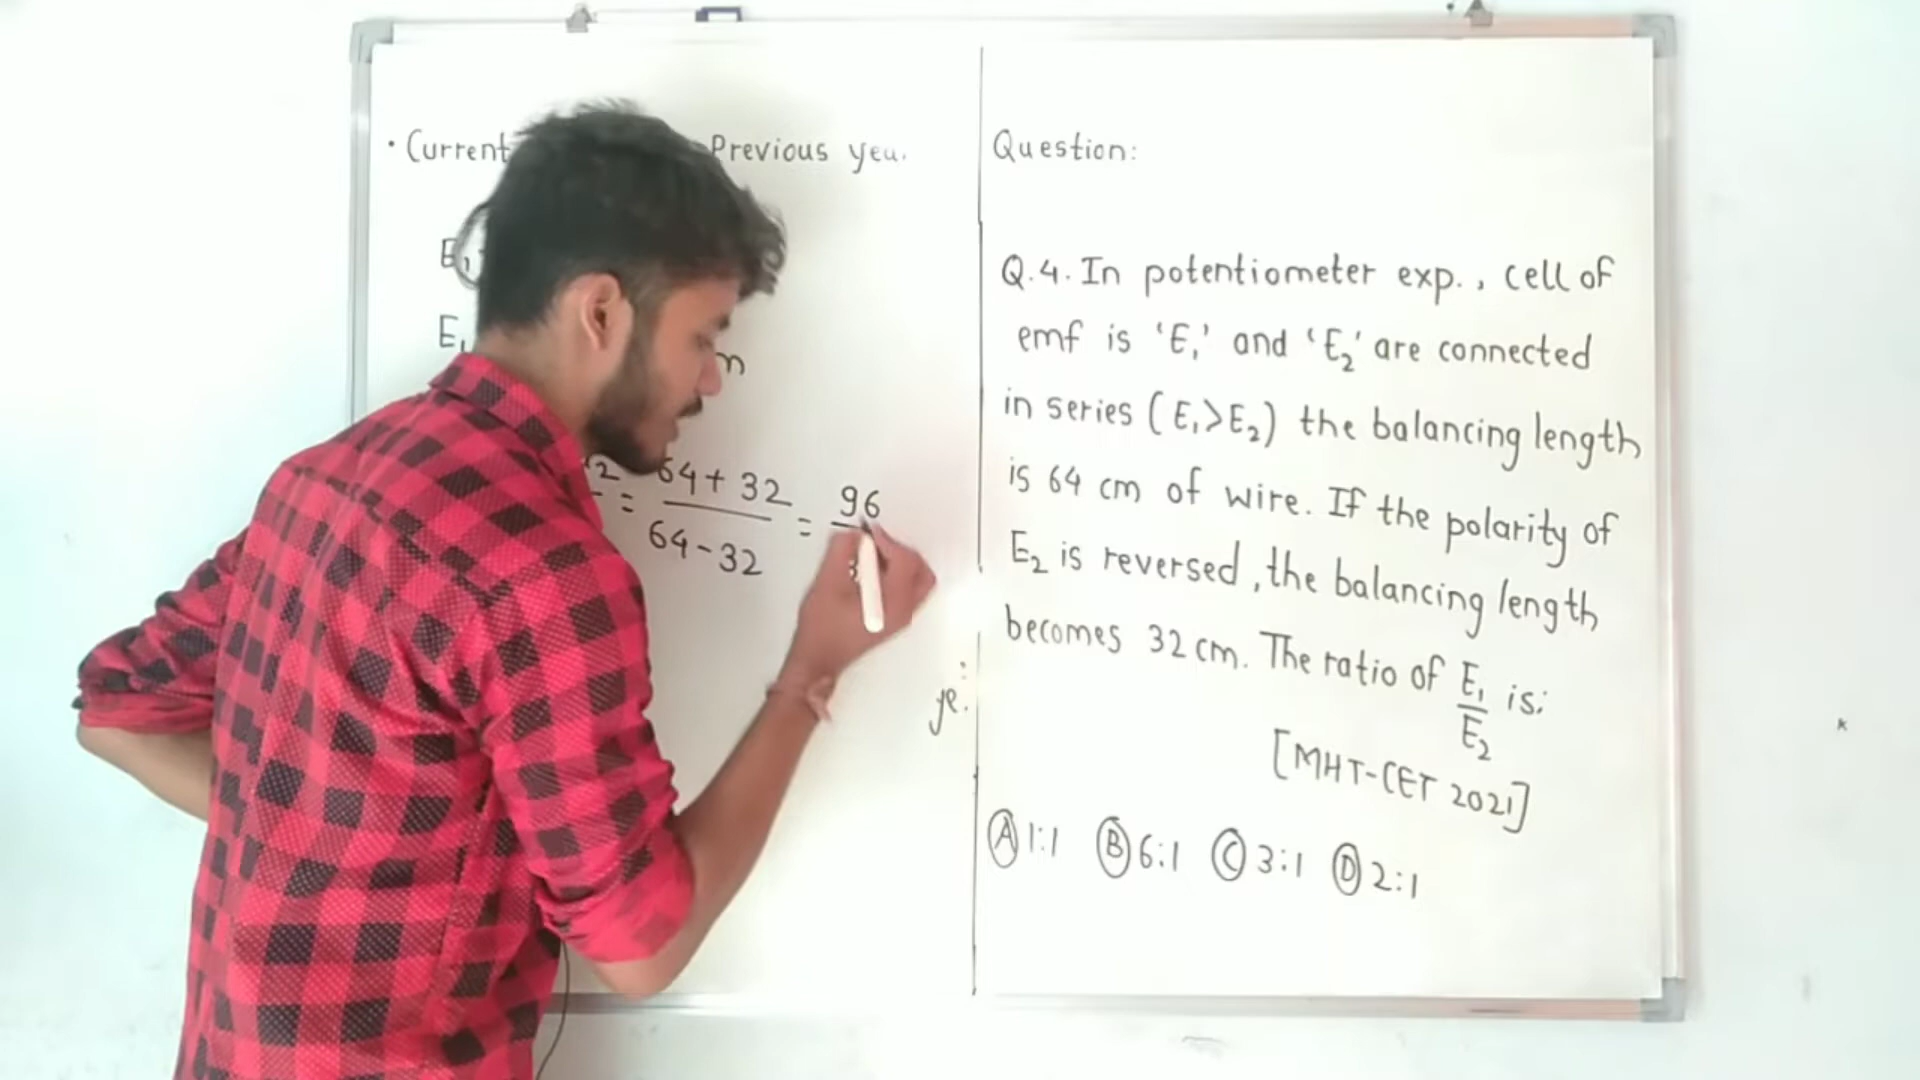 • Current Previous yea.
E₁
E₁
2 = 64 + 32 / 64 - 32 = 96
Question:
Q.4. In potentiometer exp., cell of
emf is 'E₁' and 'E₂' are connected
in series (E₁>E₂) the balancing length
is 64 cm of wire. If the polarity of
E₂ is reversed, the balancing length
becomes 32 cm. The ratio of E₁/E₂ is:
[MHT-CET 2021]
Ⓐ 1:1 Ⓑ 6:1 Ⓒ 3:1 Ⓓ 2:1